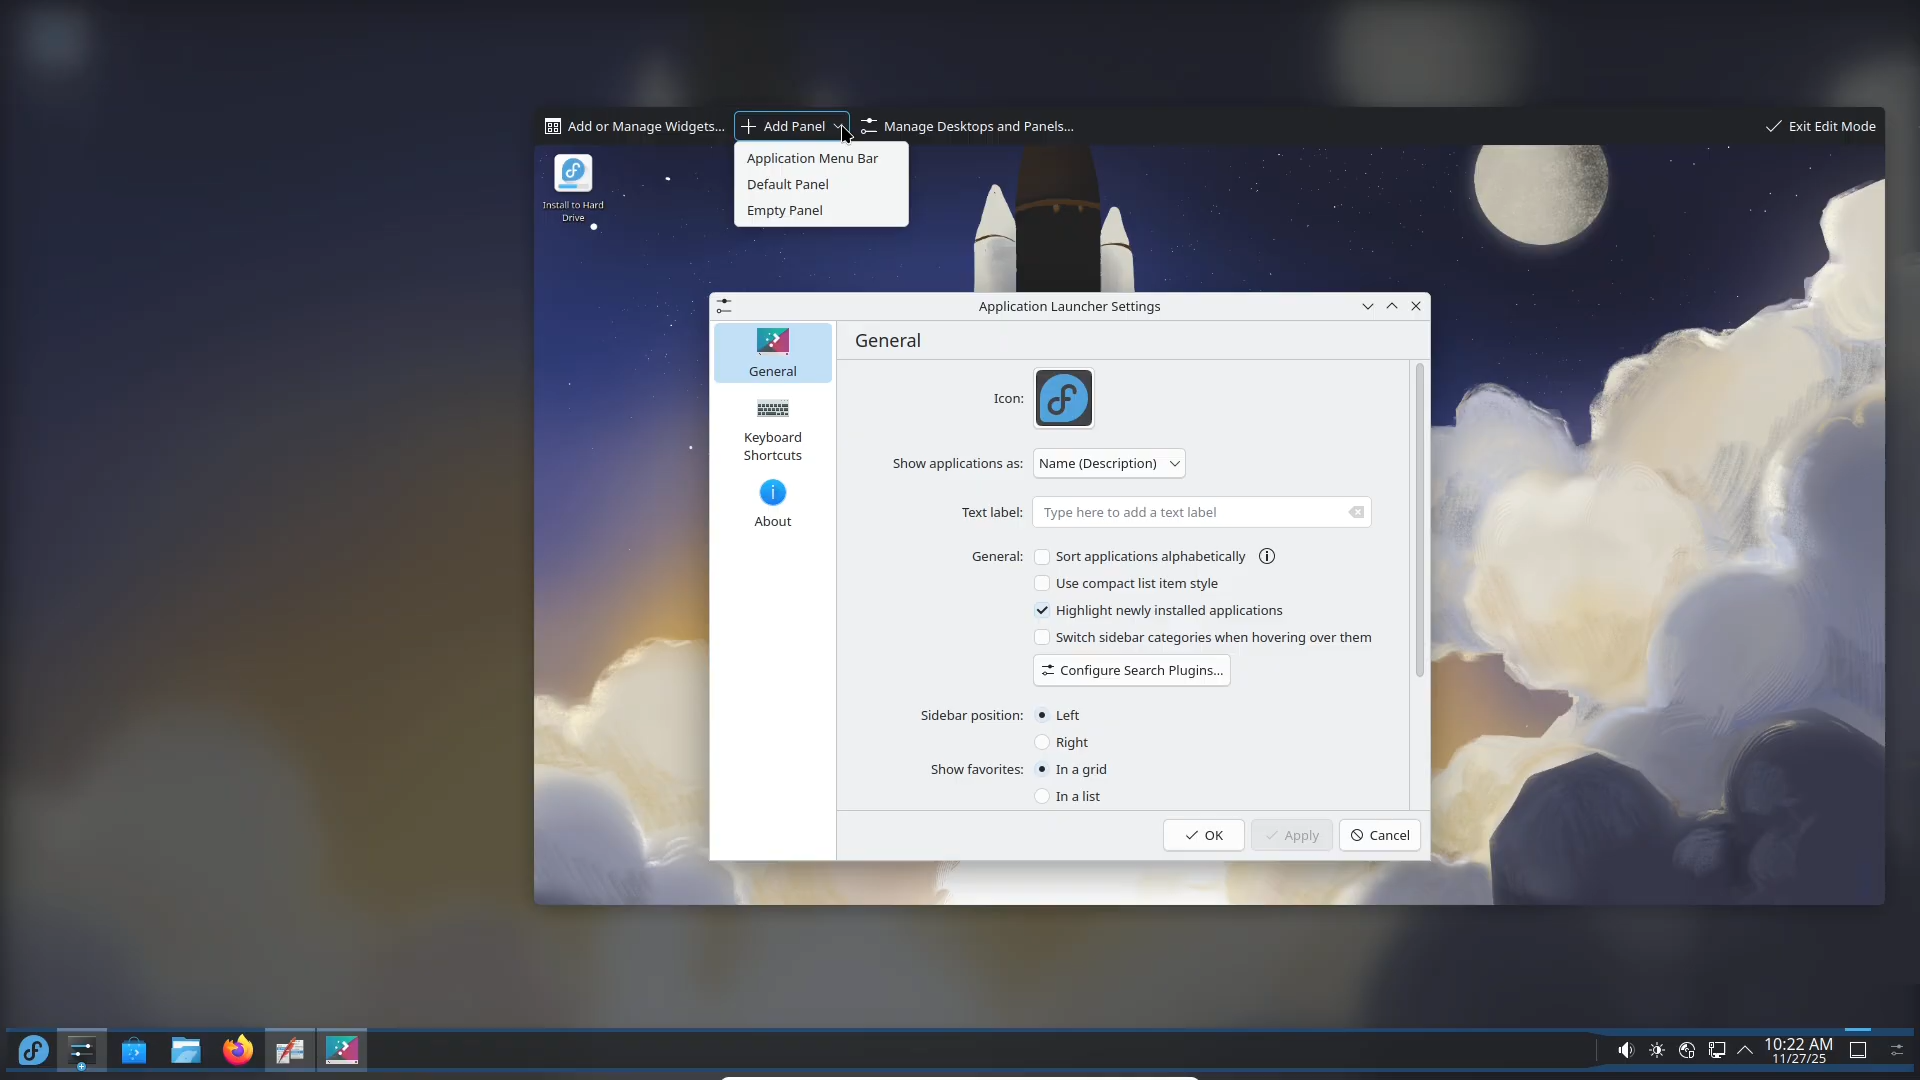 Add or Manage Widgets...
Add Panel
Manage Desktops and Panels...
Exit Edit Mode
Application Menu Bar
Default Panel
Empty Panel
Install to Hard
Drive
Application Launcher Settings
General
Keyboard
Shortcuts
About
General
Icon:
Show applications as: Name (Description)
Text label: Type here to add a text label
General: Sort applications alphabetically
Use compact list item style
Highlight newly installed applications
Switch sidebar categories when hovering over them
Configure Search Plugins...
Sidebar position: Left
Right
Show favorites: In a grid
In a list
OK
Apply
Cancel
10:22 AM
11/27/25